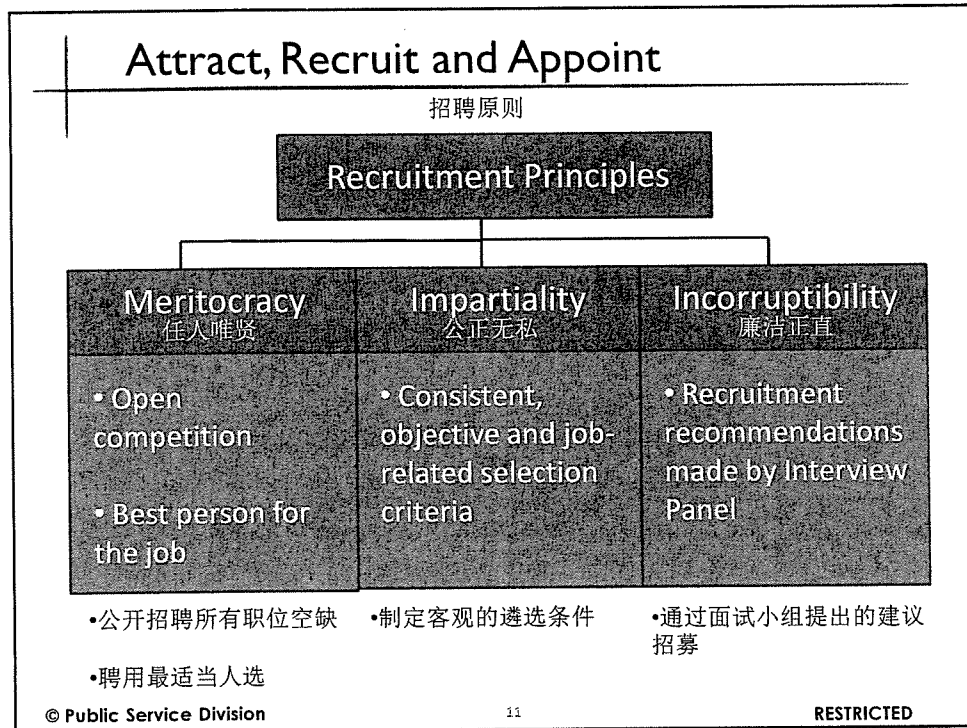 Attract, Recruit and Appoint
招聘原则
Recruitment Principles
Meritocracy
任人唯贤
• Open
competition
• Best person for
the job
Impartiality
公正无私
• Consistent,
objective and job-
related selection
criteria
Incorruptibility
廉洁正直
• Recruitment
recommendations
made by Interview
Panel
•公开招聘所有职位空缺
•聘用最适当人选
•制定客观的遴选条件
•通过面试小组提出的建议
招募
© Public Service Division
11
RESTRICTED